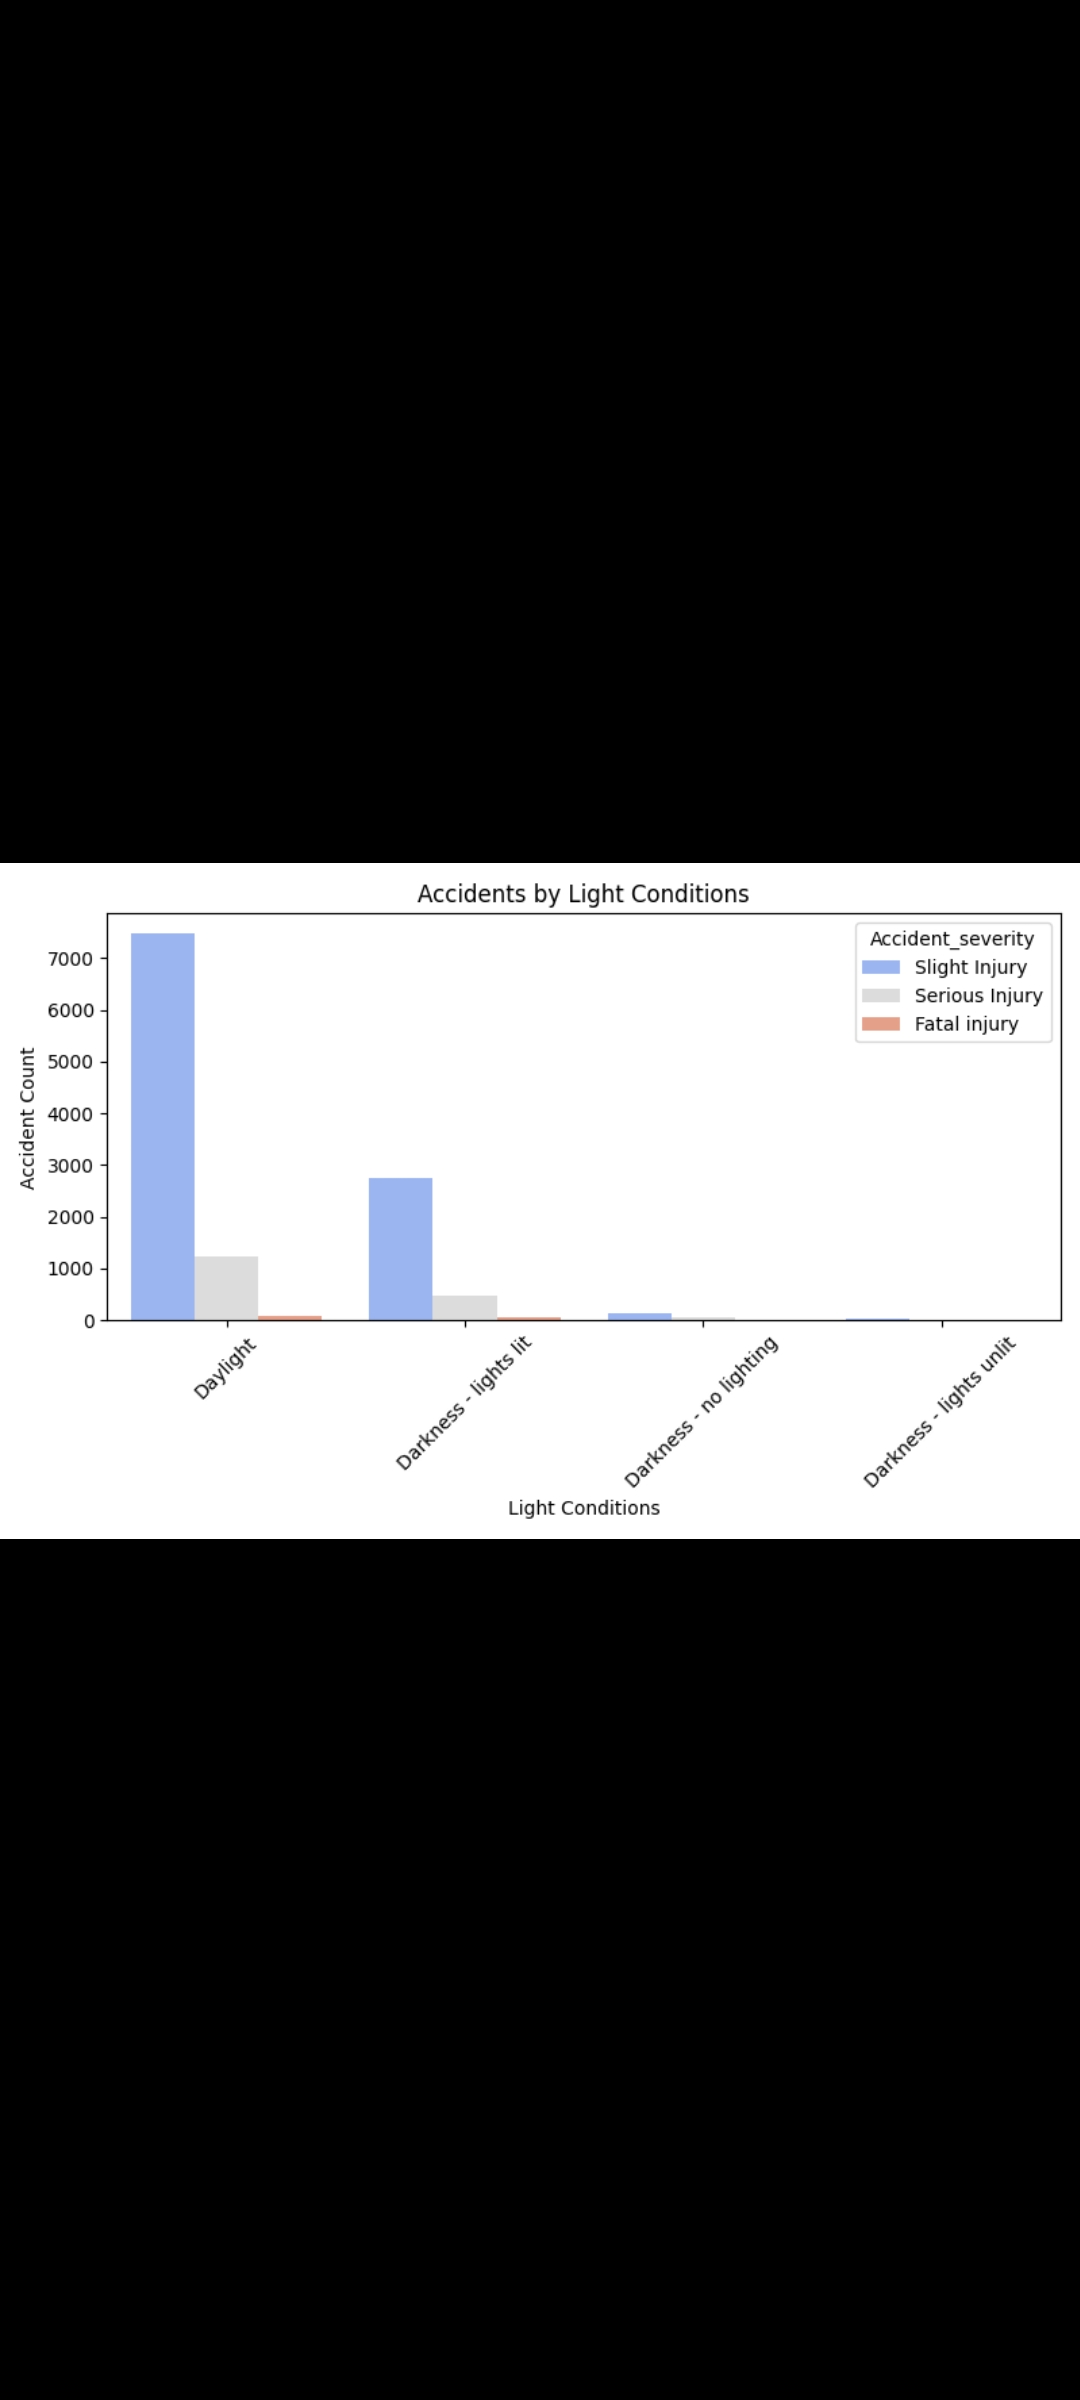 Accidents by Light Conditions
Accident_severity
Slight Injury
Serious Injury
Fatal injury
Accident Count
7000
6000
5000
4000
3000
2000
1000
0
Daylight
Darkness - lights lit
Darkness - no lighting
Darkness - lights unlit
Light Conditions